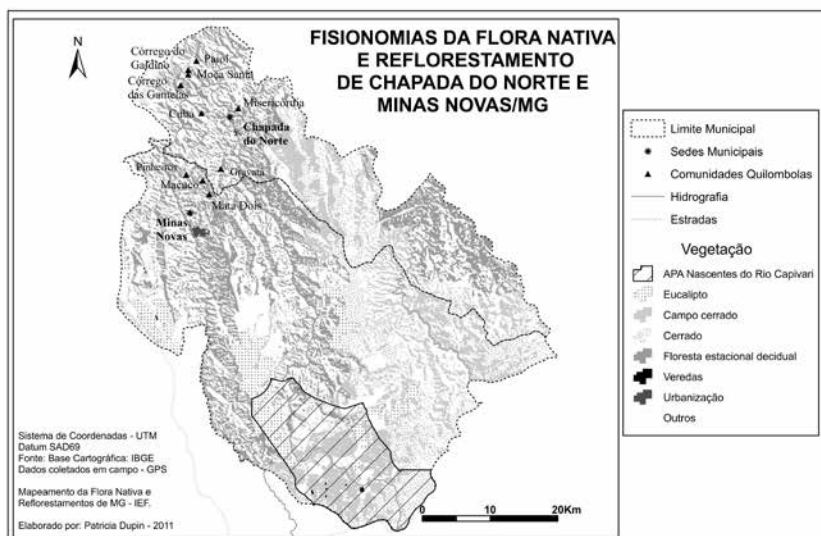 FISIONOMIAS DA FLORA NATIVA
E REFLORESTAMENTO
DE CHAPADA DO NORTE E
MINAS NOVAS/MG
N
Córrego do
Galdino
Paiol
Moça Santa
Córrego
das Gamelas
Misericórdia
Cuba
Chapada
do Norte
Pinheiros
Gravatá
Macuco
Mata Dois
Minas
Novas
Limite Municipal
Sedes Municipais
Comunidades Quilombolas
Hidrografia
Estradas
Vegetação
APA Nascentes do Rio Capivari
Eucalipto
Campo cerrado
Cerrado
Floresta estacional decidual
Veredas
Urbanização
Outros
Sistema de Coordenadas - UTM
Datum SAD69
Fonte: Base Cartográfica: IBGE
Dados coletados em campo - GPS
Mapeamento da Flora Nativa e
Reflorestamentos de MG - IEF.
Elaborado por: Patricia Dupin - 2011
0 10 20Km